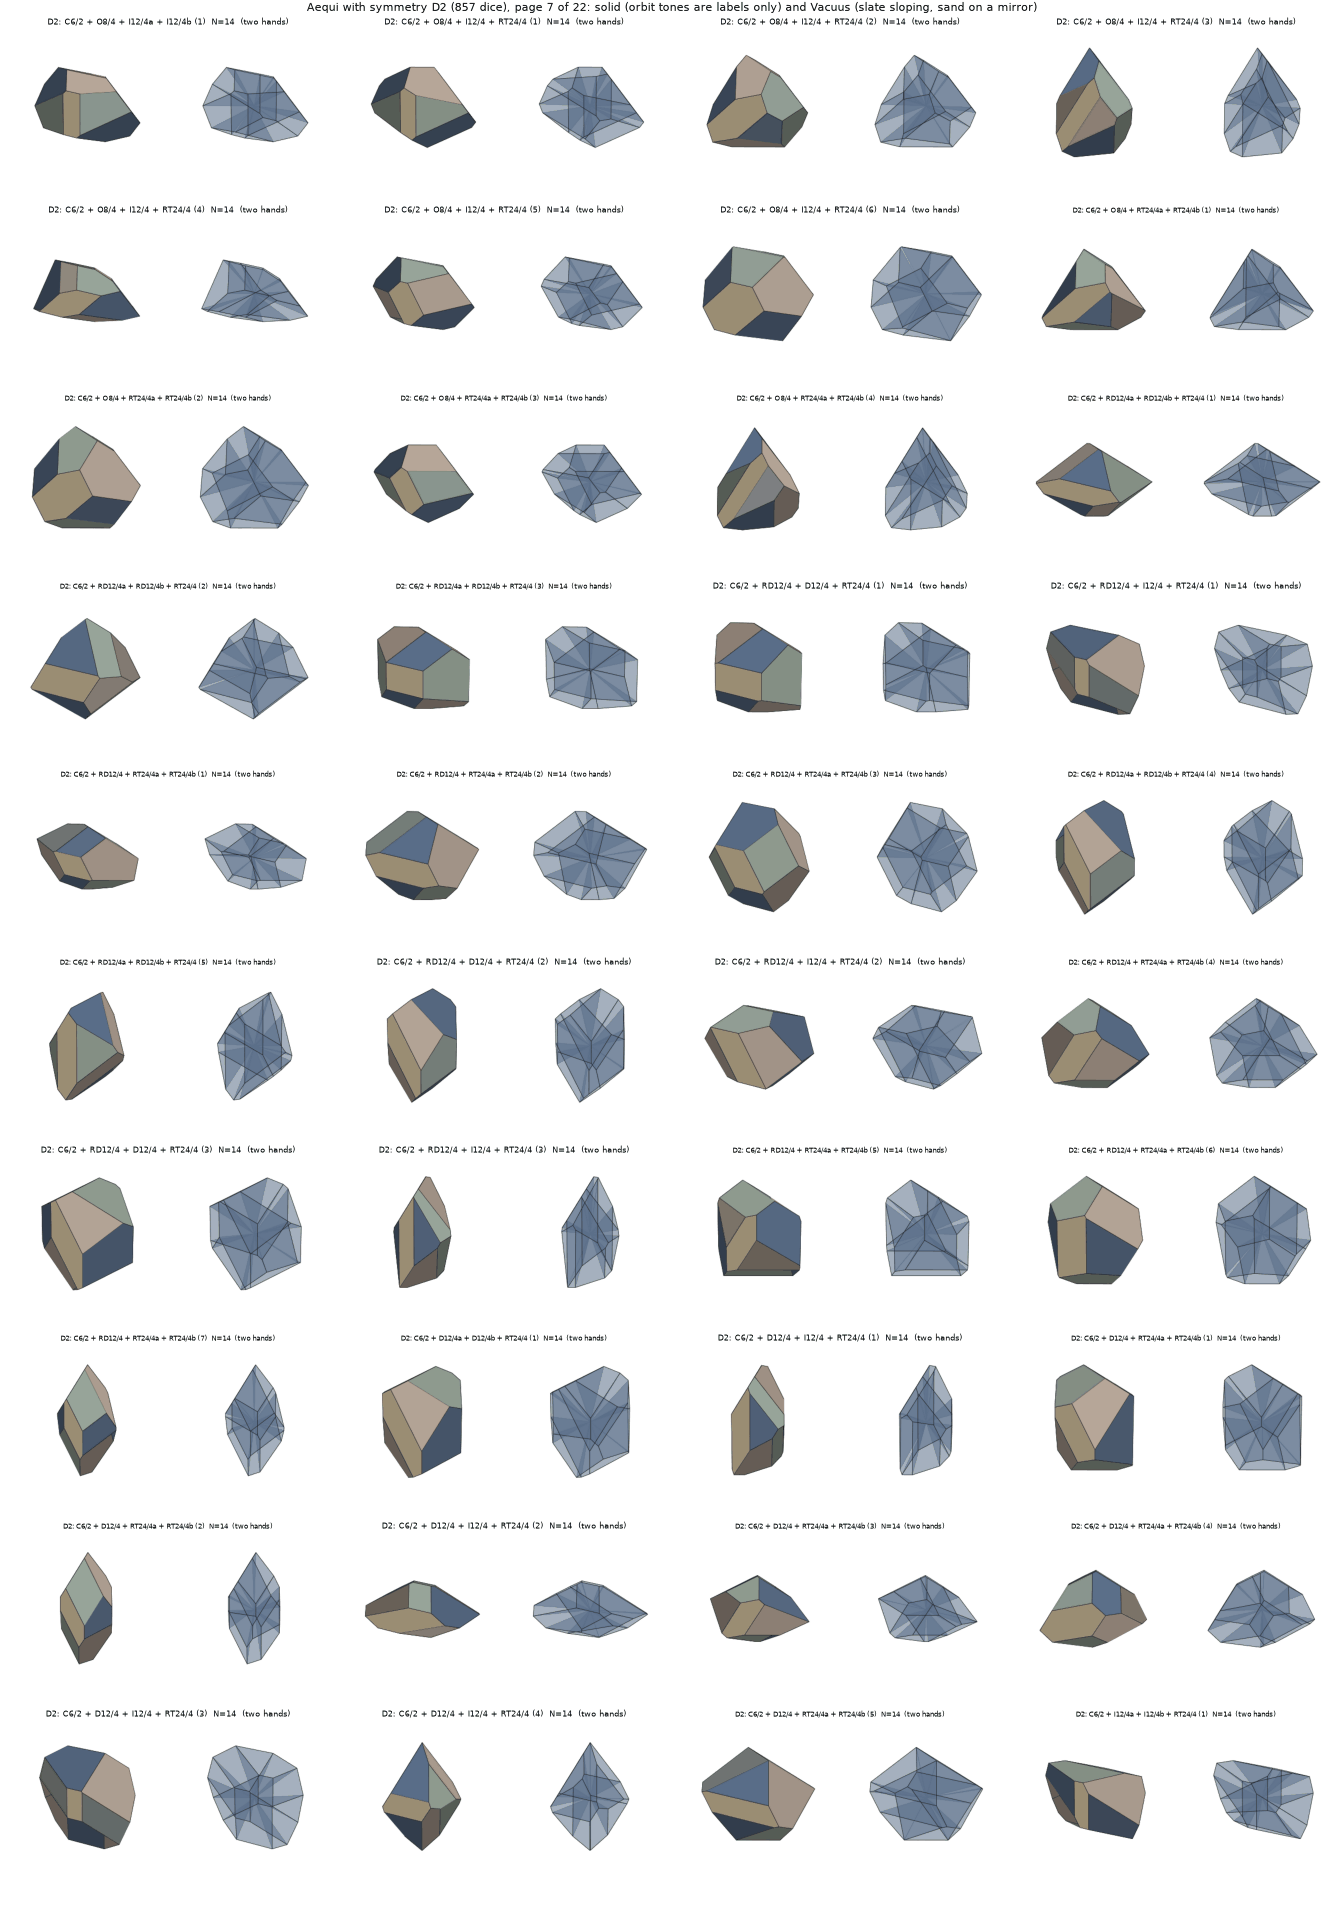 Aequi with symmetry D2 (857 dice), page 7 of 22: solid (orbit tones are labels only) and Vacuus (slate sloping, sand on a mirror)
D2: C6/2 + O8/4 + I12/4a + I12/4b (1)  N=14  (two hands)
D2: C6/2 + O8/4 + I12/4 + RT24/4 (1)  N=14  (two hands)
D2: C6/2 + O8/4 + I12/4 + RT24/4 (2)  N=14  (two hands)
D2: C6/2 + O8/4 + I12/4 + RT24/4 (3)  N=14  (two hands)
D2: C6/2 + O8/4 + I12/4 + RT24/4 (4)  N=14  (two hands)
D2: C6/2 + O8/4 + I12/4 + RT24/4 (5)  N=14  (two hands)
D2: C6/2 + O8/4 + I12/4 + RT24/4 (6)  N=14  (two hands)
D2: C6/2 + O8/4 + RT24/4a + RT24/4b (1)  N=14  (two hands)
D2: C6/2 + O8/4 + RT24/4a + RT24/4b (2)  N=14  (two hands)
D2: C6/2 + O8/4 + RT24/4a + RT24/4b (3)  N=14  (two hands)
D2: C6/2 + O8/4 + RT24/4a + RT24/4b (4)  N=14  (two hands)
D2: C6/2 + RD12/4a + RD12/4b + RT24/4 (1)  N=14  (two hands)
D2: C6/2 + RD12/4a + RD12/4b + RT24/4 (2)  N=14  (two hands)
D2: C6/2 + RD12/4a + RD12/4b + RT24/4 (3)  N=14  (two hands)
D2: C6/2 + RD12/4 + D12/4 + RT24/4 (1)  N=14  (two hands)
D2: C6/2 + RD12/4 + I12/4 + RT24/4 (1)  N=14  (two hands)
D2: C6/2 + RD12/4 + RT24/4a + RT24/4b (1)  N=14  (two hands)
D2: C6/2 + RD12/4 + RT24/4a + RT24/4b (2)  N=14  (two hands)
D2: C6/2 + RD12/4 + RT24/4a + RT24/4b (3)  N=14  (two hands)
D2: C6/2 + RD12/4a + RD12/4b + RT24/4 (4)  N=14  (two hands)
D2: C6/2 + RD12/4a + RD12/4b + RT24/4 (5)  N=14  (two hands)
D2: C6/2 + RD12/4 + D12/4 + RT24/4 (2)  N=14  (two hands)
D2: C6/2 + RD12/4 + I12/4 + RT24/4 (2)  N=14  (two hands)
D2: C6/2 + RD12/4 + RT24/4a + RT24/4b (4)  N=14  (two hands)
D2: C6/2 + RD12/4 + D12/4 + RT24/4 (3)  N=14  (two hands)
D2: C6/2 + RD12/4 + I12/4 + RT24/4 (3)  N=14  (two hands)
D2: C6/2 + RD12/4 + RT24/4a + RT24/4b (5)  N=14  (two hands)
D2: C6/2 + RD12/4 + RT24/4a + RT24/4b (6)  N=14  (two hands)
D2: C6/2 + RD12/4 + RT24/4a + RT24/4b (7)  N=14  (two hands)
D2: C6/2 + D12/4a + D12/4b + RT24/4 (1)  N=14  (two hands)
D2: C6/2 + D12/4 + I12/4 + RT24/4 (1)  N=14  (two hands)
D2: C6/2 + D12/4 + RT24/4a + RT24/4b (1)  N=14  (two hands)
D2: C6/2 + D12/4 + RT24/4a + RT24/4b (2)  N=14  (two hands)
D2: C6/2 + D12/4 + I12/4 + RT24/4 (2)  N=14  (two hands)
D2: C6/2 + D12/4 + RT24/4a + RT24/4b (3)  N=14  (two hands)
D2: C6/2 + D12/4 + RT24/4a + RT24/4b (4)  N=14  (two hands)
D2: C6/2 + D12/4 + I12/4 + RT24/4 (3)  N=14  (two hands)
D2: C6/2 + D12/4 + I12/4 + RT24/4 (4)  N=14  (two hands)
D2: C6/2 + D12/4 + RT24/4a + RT24/4b (5)  N=14  (two hands)
D2: C6/2 + I12/4a + I12/4b + RT24/4 (1)  N=14  (two hands)